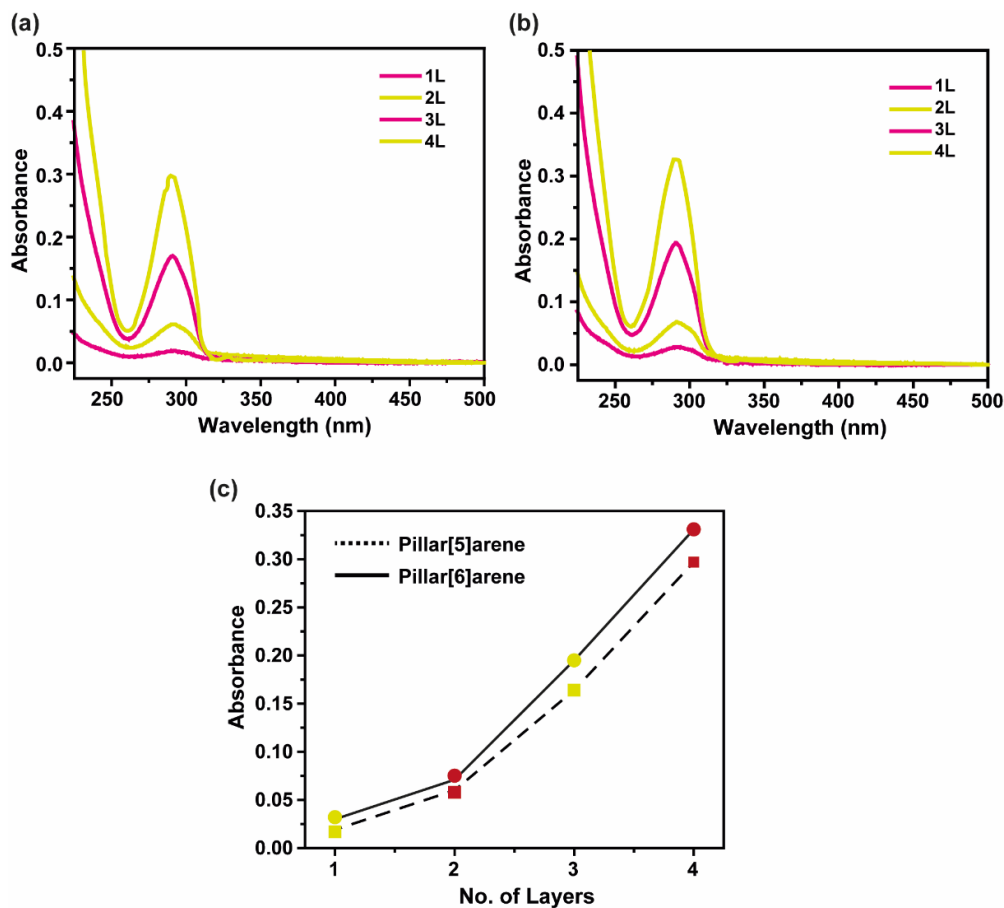 (a)
0.5
0.4
0.3
0.2
0.1
0.0
Absorbance
1L
2L
3L
4L
250 300 350 400 450 500
Wavelength (nm)
(b)
0.5
0.4
0.3
0.2
0.1
0.0
Absorbance
1L
2L
3L
4L
250 300 350 400 450 500
Wavelength (nm)
(c)
0.35
0.30
0.25
0.20
0.15
0.10
0.05
0.00
Absorbance
Pillar[5]arene
Pillar[6]arene
1 2 3 4
No. of Layers